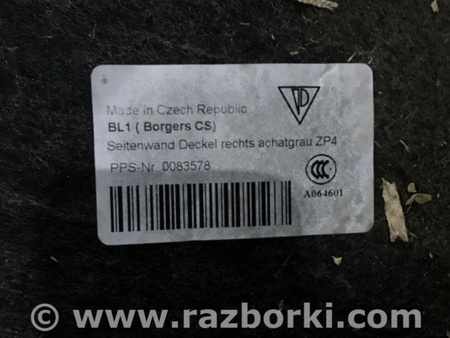 Made in Czech Republic
BL1 ( Borgers CS)
Seitenwand Deckel rechts achatgrau ZP4
PPS-Nr 0083578
A064601
© www.razborki.com